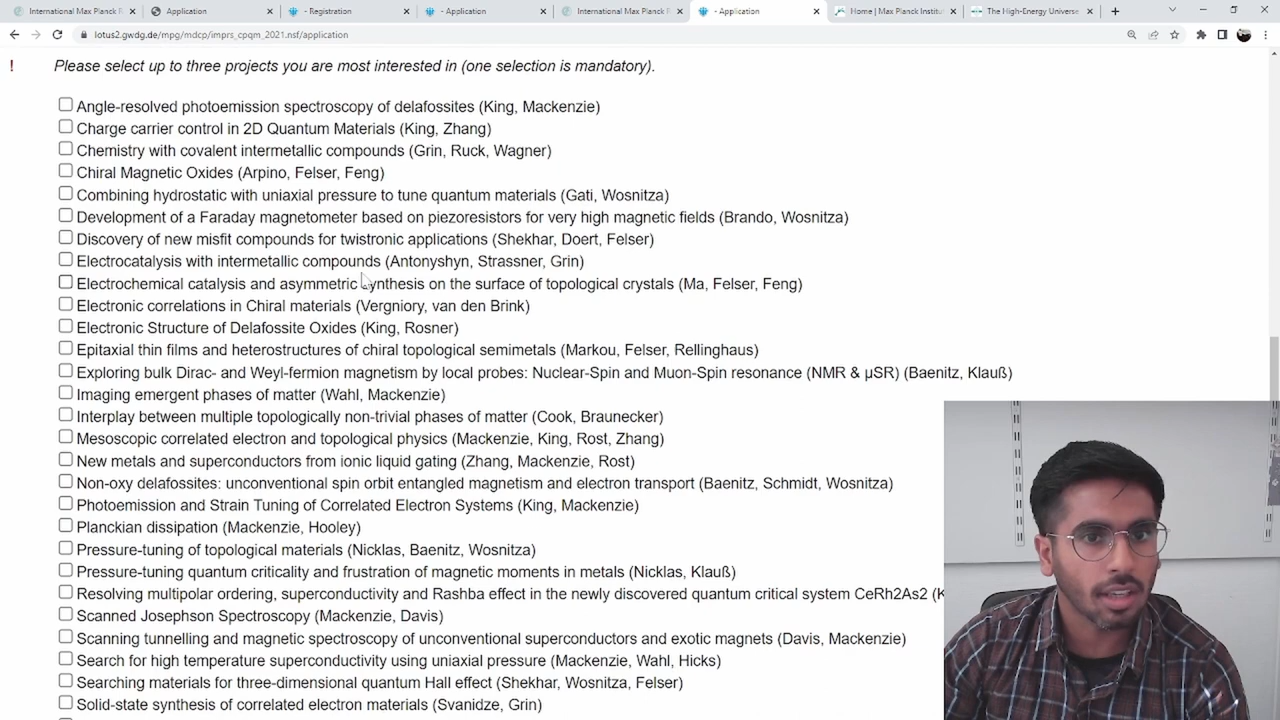 International Max Planck R
Application
- Registration
- Application
International Max Planck R
- Application
Home | Max Planck Institut
The High-Energy Universe
lotus2.gwdg.de/mpg/mdcp/imprs_cpqm_2021.nsf/application
! Please select up to three projects you are most interested in (one selection is mandatory).
Angle-resolved photoemission spectroscopy of delafossites (King, Mackenzie)
Charge carrier control in 2D Quantum Materials (King, Zhang)
Chemistry with covalent intermetallic compounds (Grin, Ruck, Wagner)
Chiral Magnetic Oxides (Arpino, Felser, Feng)
Combining hydrostatic with uniaxial pressure to tune quantum materials (Gati, Wosnitza)
Development of a Faraday magnetometer based on piezoresistors for very high magnetic fields (Brando, Wosnitza)
Discovery of new misfit compounds for twistronic applications (Shekhar, Doert, Felser)
Electrocatalysis with intermetallic compounds (Antonyshyn, Strassner, Grin)
Electrochemical catalysis and asymmetric synthesis on the surface of topological crystals (Ma, Felser, Feng)
Electronic correlations in Chiral materials (Vergniory, van den Brink)
Electronic Structure of Delafossite Oxides (King, Rosner)
Epitaxial thin films and heterostructures of chiral topological semimetals (Markou, Felser, Rellinghaus)
Exploring bulk Dirac- and Weyl-fermion magnetism by local probes: Nuclear-Spin and Muon-Spin resonance (NMR & µSR) (Baenitz, Klauß)
Imaging emergent phases of matter (Wahl, Mackenzie)
Interplay between multiple topologically non-trivial phases of matter (Cook, Braunecker)
Mesoscopic correlated electron and topological physics (Mackenzie, King, Rost, Zhang)
New metals and superconductors from ionic liquid gating (Zhang, Mackenzie, Rost)
Non-oxy delafossites: unconventional spin orbit entangled magnetism and electron transport (Baenitz, Schmidt, Wosnitza)
Photoemission and Strain Tuning of Correlated Electron Systems (King, Mackenzie)
Planckian dissipation (Mackenzie, Hooley)
Pressure-tuning of topological materials (Nicklas, Baenitz, Wosnitza)
Pressure-tuning quantum criticality and frustration of magnetic moments in metals (Nicklas, Klauß)
Resolving multipolar ordering, superconductivity and Rashba effect in the newly discovered quantum critical system CeRh2As2 (K
Scanned Josephson Spectroscopy (Mackenzie, Davis)
Scanning tunnelling and magnetic spectroscopy of unconventional superconductors and exotic magnets (Davis, Mackenzie)
Search for high temperature superconductivity using uniaxial pressure (Mackenzie, Wahl, Hicks)
Searching materials for three-dimensional quantum Hall effect (Shekhar, Wosnitza, Felser)
Solid-state synthesis of correlated electron materials (Svanidze, Grin)